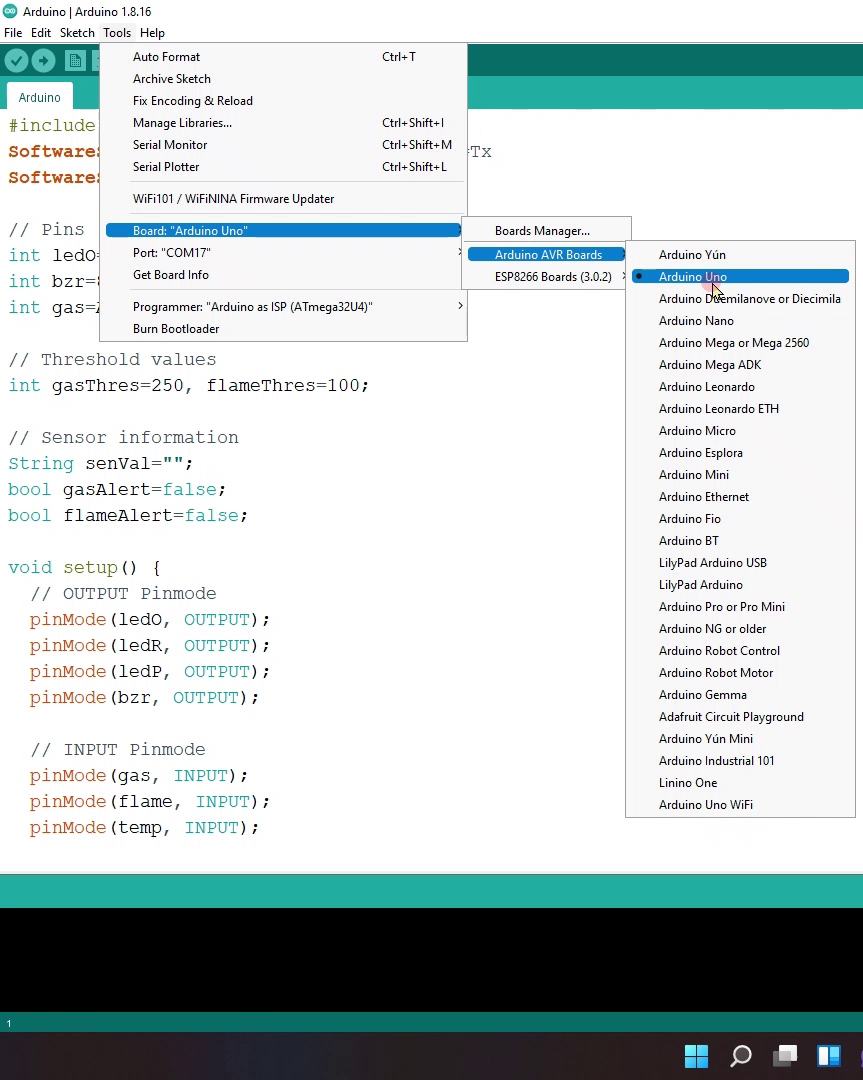 Arduino | Arduino 1.8.16
File Edit Sketch Tools Help
Auto Format Ctrl+T
Archive Sketch
Fix Encoding & Reload
Manage Libraries... Ctrl+Shift+I
Serial Monitor Ctrl+Shift+M
Serial Plotter Ctrl+Shift+L
WiFi101 / WiFiNINA Firmware Updater
Board: "Arduino Uno"
Port: "COM17"
Get Board Info
Programmer: "Arduino as ISP (ATmega32U4)"
Burn Bootloader
Boards Manager...
Arduino AVR Boards
ESP8266 Boards (3.0.2)
Arduino Yún
Arduino Uno
Arduino Duemilanove or Diecimila
Arduino Nano
Arduino Mega or Mega 2560
Arduino Mega ADK
Arduino Leonardo
Arduino Leonardo ETH
Arduino Micro
Arduino Esplora
Arduino Mini
Arduino Ethernet
Arduino Fio
Arduino BT
LilyPad Arduino USB
LilyPad Arduino
Arduino Pro or Pro Mini
Arduino NG or older
Arduino Robot Control
Arduino Robot Motor
Arduino Gemma
Adafruit Circuit Playground
Arduino Yún Mini
Arduino Industrial 101
Linino One
Arduino Uno WiFi
Arduino
#include
Software
=Tx
Software
// Pins
int ledO=
int bzr=
int gas=
// Threshold values
int gasThres=250, flameThres=100;
// Sensor information
String senVal="";
bool gasAlert=false;
bool flameAlert=false;
void setup() {
// OUTPUT Pinmode
pinMode(ledO, OUTPUT);
pinMode(ledR, OUTPUT);
pinMode(ledP, OUTPUT);
pinMode(bzr, OUTPUT);
// INPUT Pinmode
pinMode(gas, INPUT);
pinMode(flame, INPUT);
pinMode(temp, INPUT);
1